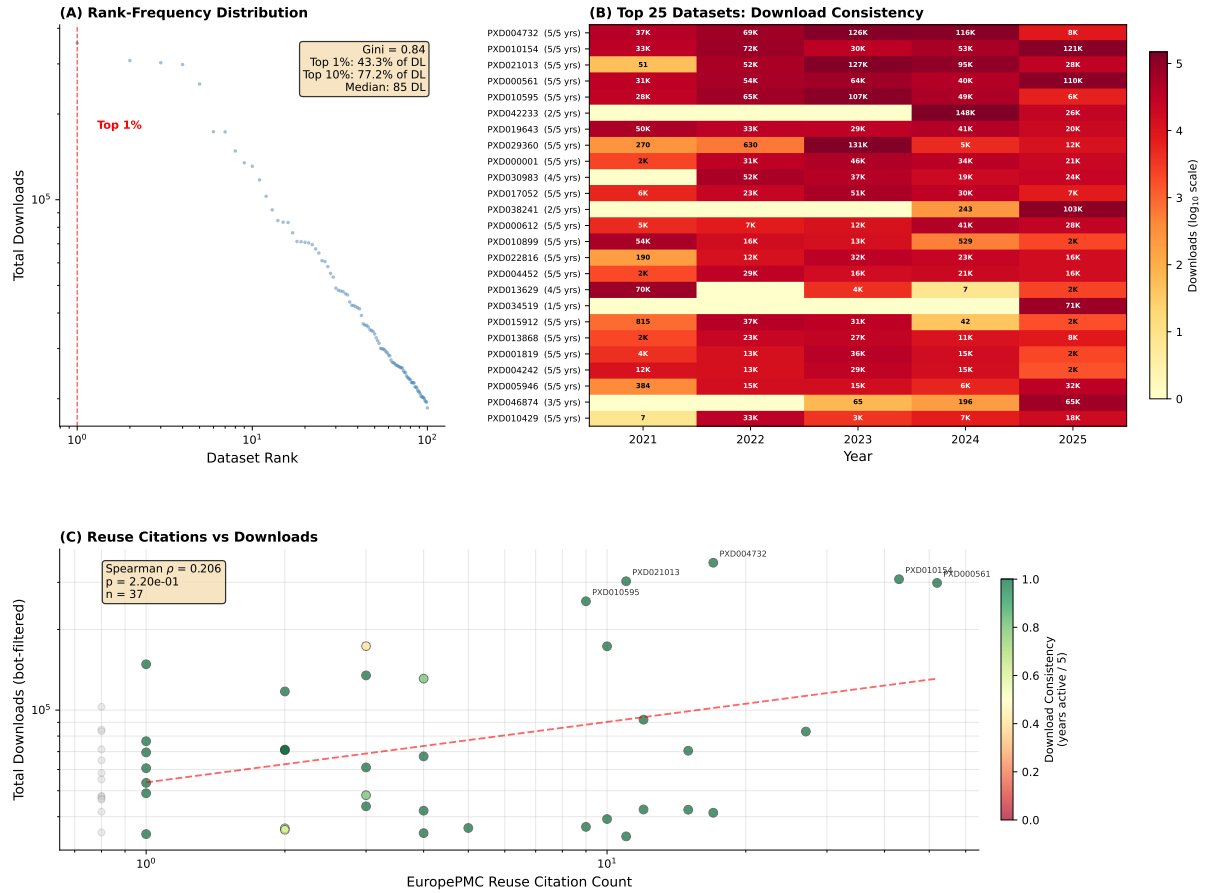 (A) Rank-Frequency Distribution
Gini = 0.84
Top 1%: 43.3% of DL
Top 10%: 77.2% of DL
Median: 85 DL
Top 1%
Total Downloads
10⁵
10⁰ 10¹ 10²
Dataset Rank
(B) Top 25 Datasets: Download Consistency
PXD004732 (5/5 yrs) 37K 69K 126K 116K 8K
PXD010154 (5/5 yrs) 33K 72K 30K 53K 121K
PXD021013 (5/5 yrs) 51 52K 127K 95K 28K
PXD000561 (5/5 yrs) 31K 54K 64K 40K 110K
PXD010595 (5/5 yrs) 28K 65K 107K 49K 6K
PXD042233 (2/5 yrs) 148K 26K
PXD019643 (5/5 yrs) 50K 33K 29K 41K 20K
PXD029360 (5/5 yrs) 270 630 131K 5K 12K
PXD000001 (5/5 yrs) 2K 31K 46K 34K 21K
PXD030983 (4/5 yrs) 52K 37K 19K 24K
PXD017052 (5/5 yrs) 6K 23K 51K 30K 7K
PXD038241 (2/5 yrs) 243 103K
PXD000612 (5/5 yrs) 5K 7K 12K 41K 28K
PXD010899 (5/5 yrs) 54K 16K 13K 529 2K
PXD022816 (5/5 yrs) 190 12K 32K 23K 16K
PXD004452 (5/5 yrs) 2K 29K 16K 21K 16K
PXD013629 (4/5 yrs) 70K 4K 7 2K
PXD034519 (1/5 yrs) 71K
PXD015912 (5/5 yrs) 815 37K 31K 42 2K
PXD013868 (5/5 yrs) 2K 23K 27K 11K 8K
PXD001819 (5/5 yrs) 4K 13K 36K 15K 2K
PXD004242 (5/5 yrs) 12K 13K 29K 15K 2K
PXD005946 (5/5 yrs) 384 15K 15K 6K 32K
PXD046874 (3/5 yrs) 65 196 65K
PXD010429 (5/5 yrs) 7 33K 3K 7K 18K
2021 2022 2023 2024 2025
Year
5
4
3
2
1
0
Downloads (log₁₀ scale)
(C) Reuse Citations vs Downloads
Spearman ρ = 0.206
p = 2.20e-01
n = 37
PXD004732
PXD021013
PXD010154
PXD000561
PXD010595
Total Downloads (bot-filtered)
10⁵
10⁰ 10¹
EuropePMC Reuse Citation Count
1.0
0.8
0.6
0.4
0.2
0.0
Download Consistency
(years active / 5)